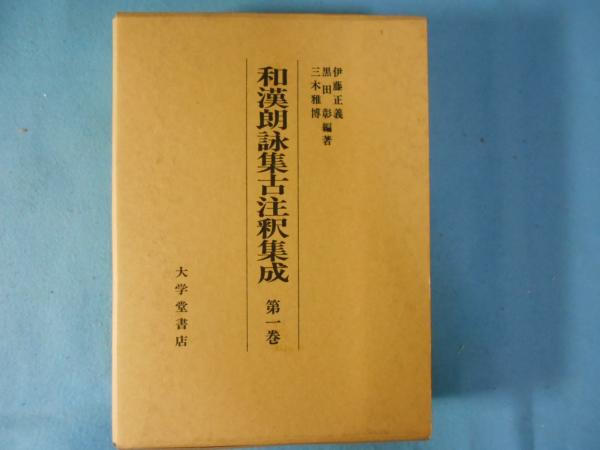 伊藤正義
黒田彰編著
三木雅博
和漢朗詠集古注釈集成 第一巻
大学堂書店